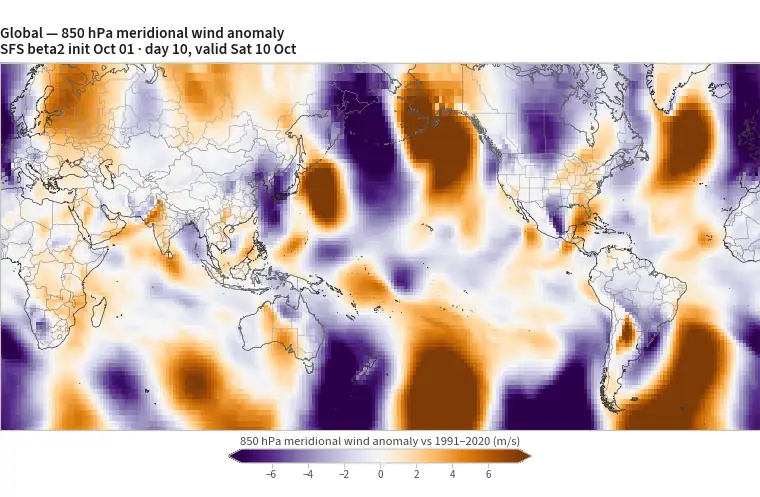 Global — 850 hPa meridional wind anomaly
SFS beta2 init Oct 01 · day 10, valid Sat 10 Oct
850 hPa meridional wind anomaly vs 1991–2020 (m/s)
−6 −4 −2 0 2 4 6